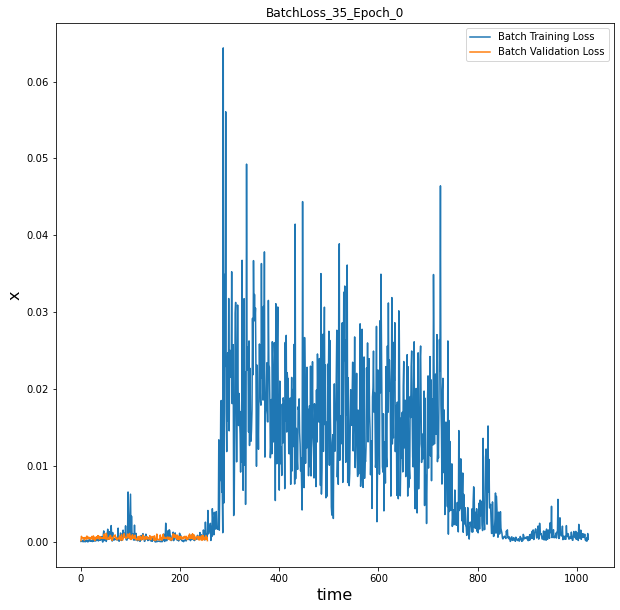 BatchLoss_35_Epoch_0
Batch Training Loss
Batch Validation Loss
0.06
0.05
0.04
0.03
0.02
0.01
0.00
x
0
200
400
600
800
1000
time